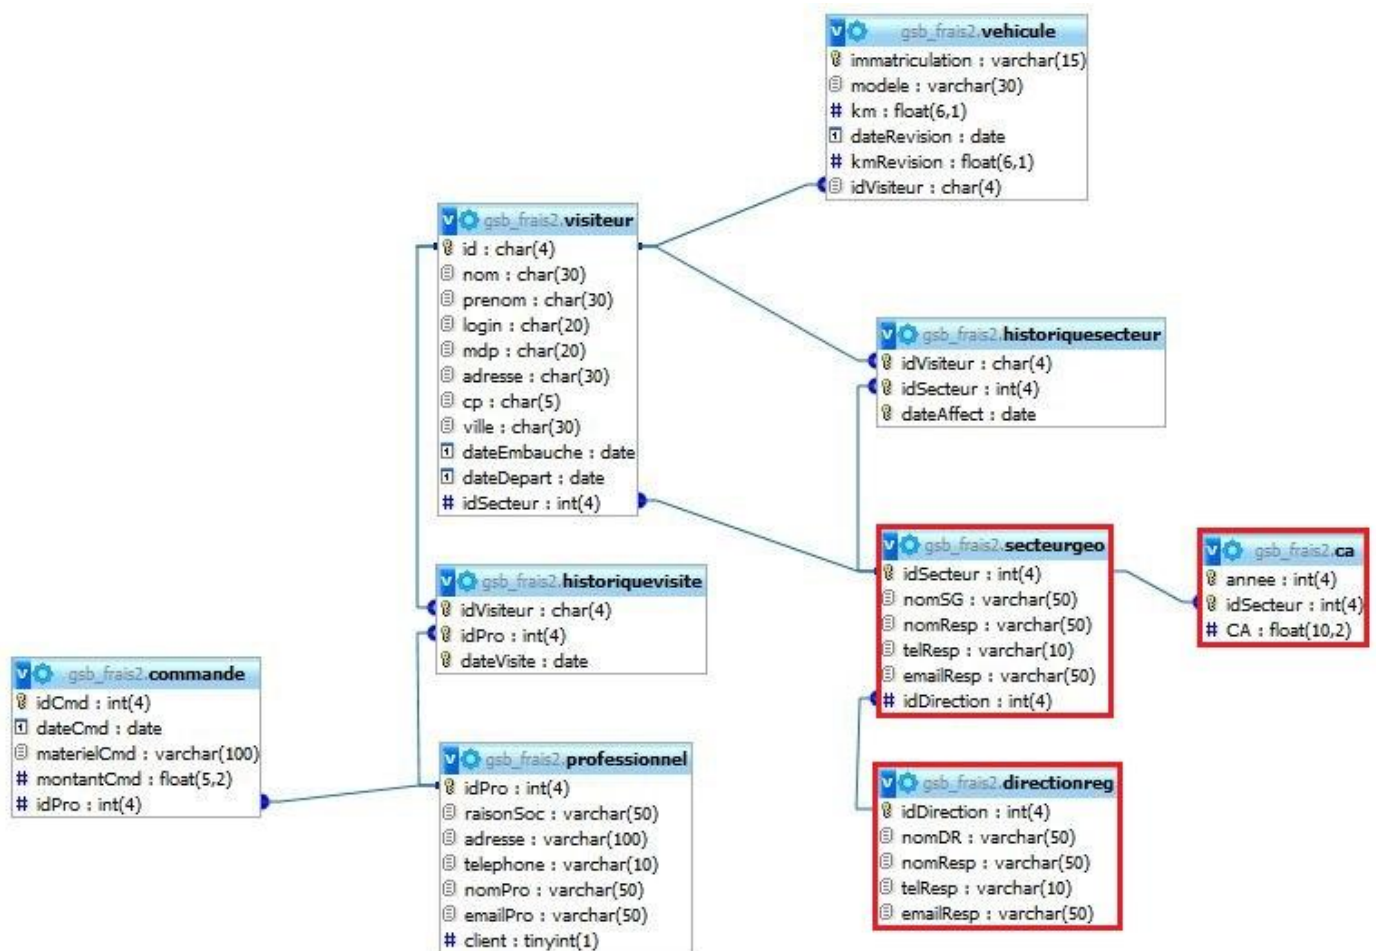 gsb_frais2.vehicule
immatriculation : varchar(15)
modele : varchar(30)
# km : float(6,1)
dateRevision : date
# kmRevision : float(6,1)
idVisiteur : char(4)
gsb_frais2.visiteur
id : char(4)
nom : char(30)
prenom : char(30)
login : char(20)
mdp : char(20)
adresse : char(30)
cp : char(5)
ville : char(30)
dateEmbauche : date
dateDepart : date
# idSecteur : int(4)
gsb_frais2.historiquesecteur
idVisiteur : char(4)
idSecteur : int(4)
dateAffect : date
gsb_frais2.secteurgeo
idSecteur : int(4)
nomSG : varchar(50)
nomResp : varchar(50)
telResp : varchar(10)
emailResp : varchar(50)
# idDirection : int(4)
gsb_frais2.ca
annee : int(4)
idSecteur : int(4)
# CA : float(10,2)
gsb_frais2.historiquevisite
idVisiteur : char(4)
idPro : int(4)
dateVisite : date
gsb_frais2.commande
idCmd : int(4)
dateCmd : date
materielCmd : varchar(100)
# montantCmd : float(5,2)
# idPro : int(4)
gsb_frais2.professionnel
idPro : int(4)
raisonSoc : varchar(50)
adresse : varchar(100)
telephone : varchar(10)
nomPro : varchar(50)
emailPro : varchar(50)
# client : tinyint(1)
gsb_frais2.directionreg
idDirection : int(4)
nomDR : varchar(50)
nomResp : varchar(50)
telResp : varchar(10)
emailResp : varchar(50)